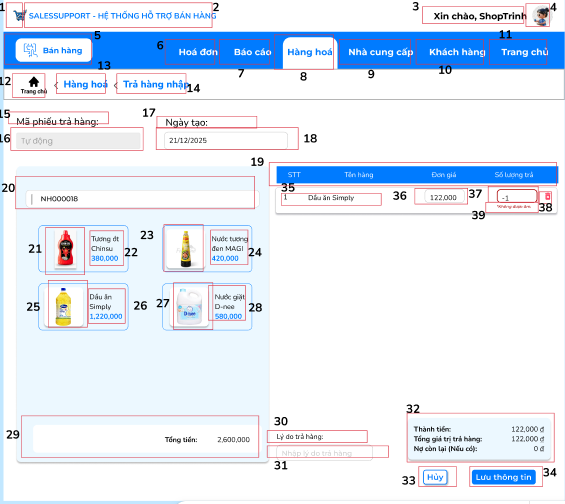 1
2
3
4
SALESSUPPORT - HỆ THỐNG HỖ TRỢ BÁN HÀNG
Xin chào, ShopTrinh
5
6
11
Bán hàng
Hoá đơn
Báo cáo
Hàng hoá
Nhà cung cấp
Khách hàng
Trang chủ
13
7
8
9
10
12
Trang chủ
Hàng hoá
Trả hàng nhập
14
15
Mã phiếu trả hàng:
17
Ngày tạo:
16
Tự động
21/12/2025
18
19
STT
Tên hàng
Đơn giá
Số lượng trả
20
NH000018
35
1
Dầu ăn Simply
36
122,000
37
-1
38
39
*Không được âm
21
Tương ớt
Chinsu
380,000
22
23
Nước tương
đen MAGI
420,000
24
25
Dầu ăn
Simply
1,220,000
26
27
Nước giặt
D-nee
580,000
28
29
Tổng tiền:
2,600,000
30
Lý do trả hàng:
31
Nhập lý do trả hàng
32
Thành tiền:
122,000 đ
Tổng giá trị trả hàng:
122,000 đ
Nợ còn lại (Nếu có):
0 đ
33
Hủy
Lưu thông tin
34